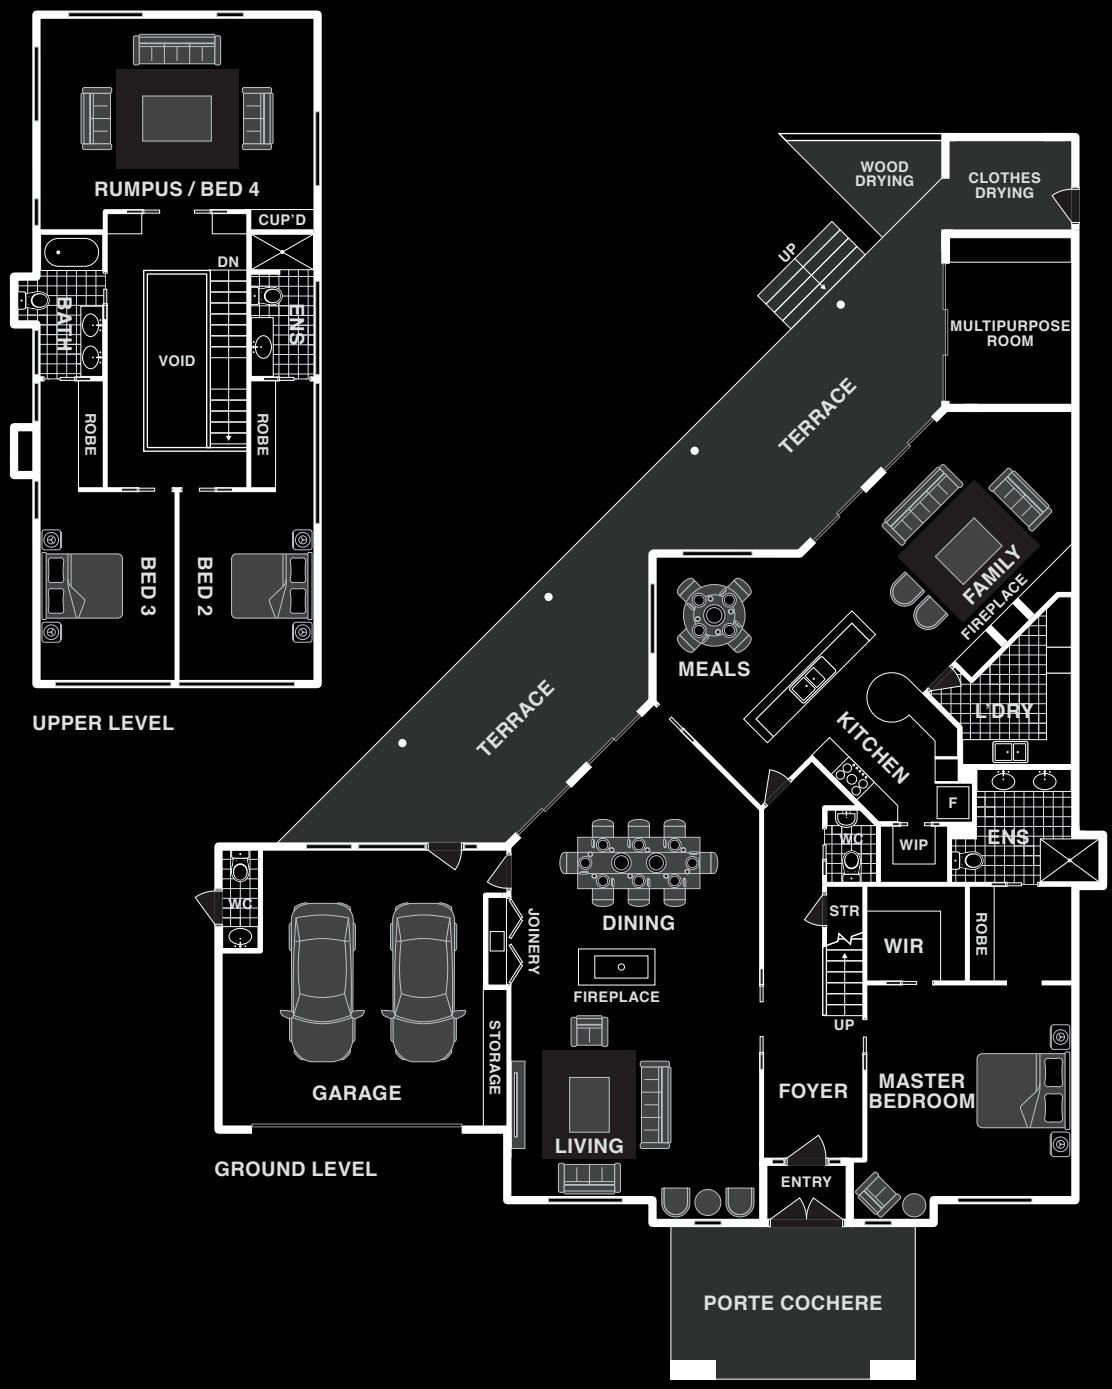 RUMPUS / BED 4
CUP'D
DN
BATH
ENS
VOID
ROBE
ROBE
BED 3
BED 2
UPPER LEVEL
WOOD
DRYING
CLOTHES
DRYING
UP
MULTIPURPOSE
ROOM
TERRACE
FAMILY
FIREPLACE
MEALS
TERRACE
L'DRY
KITCHEN
F
ENS
WC
WIP
WC
DINING
JOINERY
STR
WIR
ROBE
FIREPLACE
UP
STORAGE
GARAGE
FOYER
MASTER
BEDROOM
LIVING
GROUND LEVEL
ENTRY
PORTE COCHERE